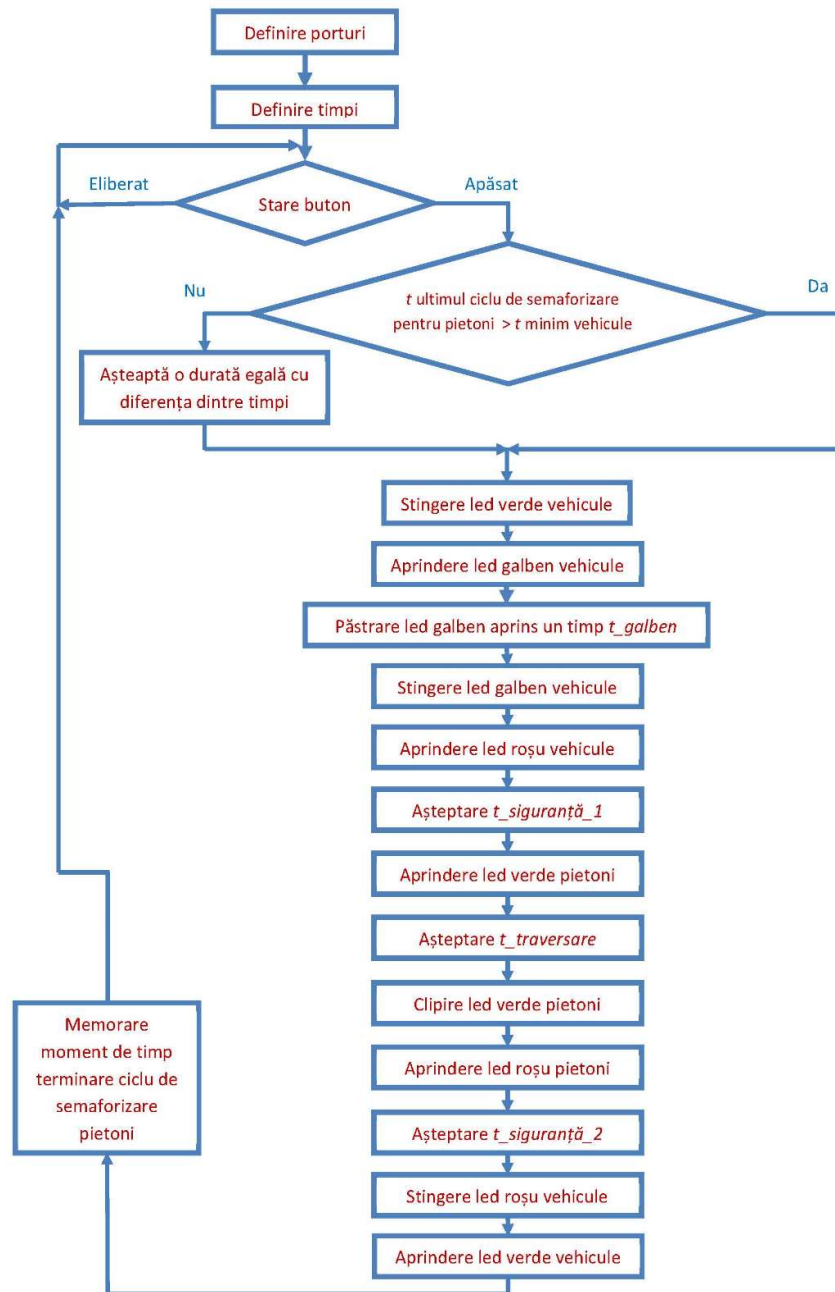 Definire porturi
Definire timpi
Eliberat
Stare buton
Apăsat
Nu
t ultimul ciclu de semaforizare
pentru pietoni > t minim vehicule
Da
Așteaptă o durată egală cu
diferența dintre timpi
Stingere led verde vehicule
Aprindere led galben vehicule
Păstrare led galben aprins un timp t_galben
Stingere led galben vehicule
Aprindere led roșu vehicule
Așteptare t_siguranță_1
Aprindere led verde pietoni
Așteptare t_traversare
Clipire led verde pietoni
Aprindere led roșu pietoni
Așteptare t_siguranță_2
Stingere led roșu vehicule
Aprindere led verde vehicule
Memorare
moment de timp
terminare ciclu de
semaforizare
pietoni